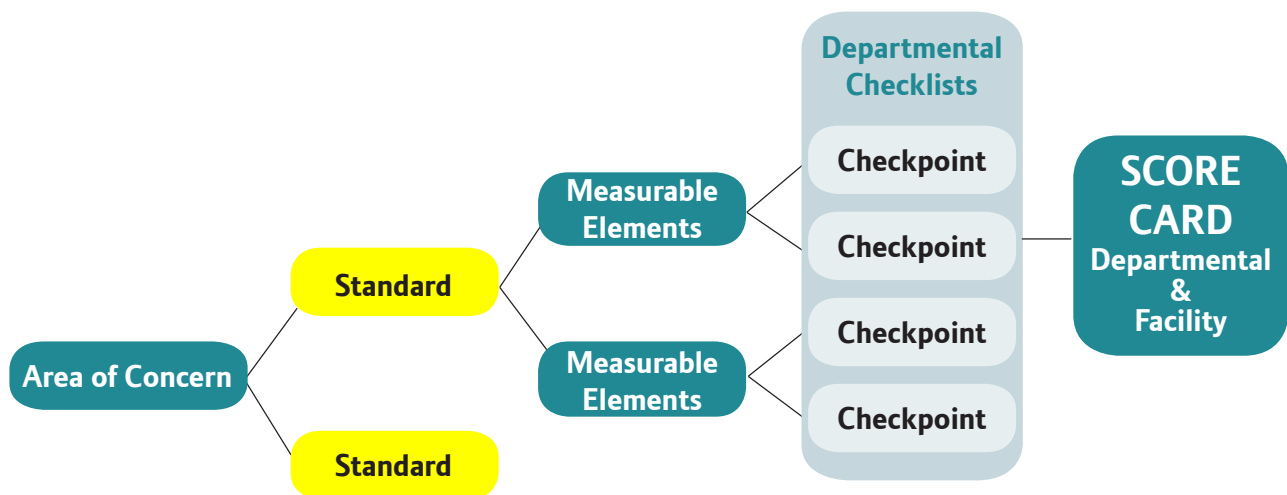 Area of Concern
Standard
Standard
Measurable
Elements
Measurable
Elements
Departmental
Checklists
Checkpoint
Checkpoint
Checkpoint
Checkpoint
SCORE
CARD
Departmental
&
Facility